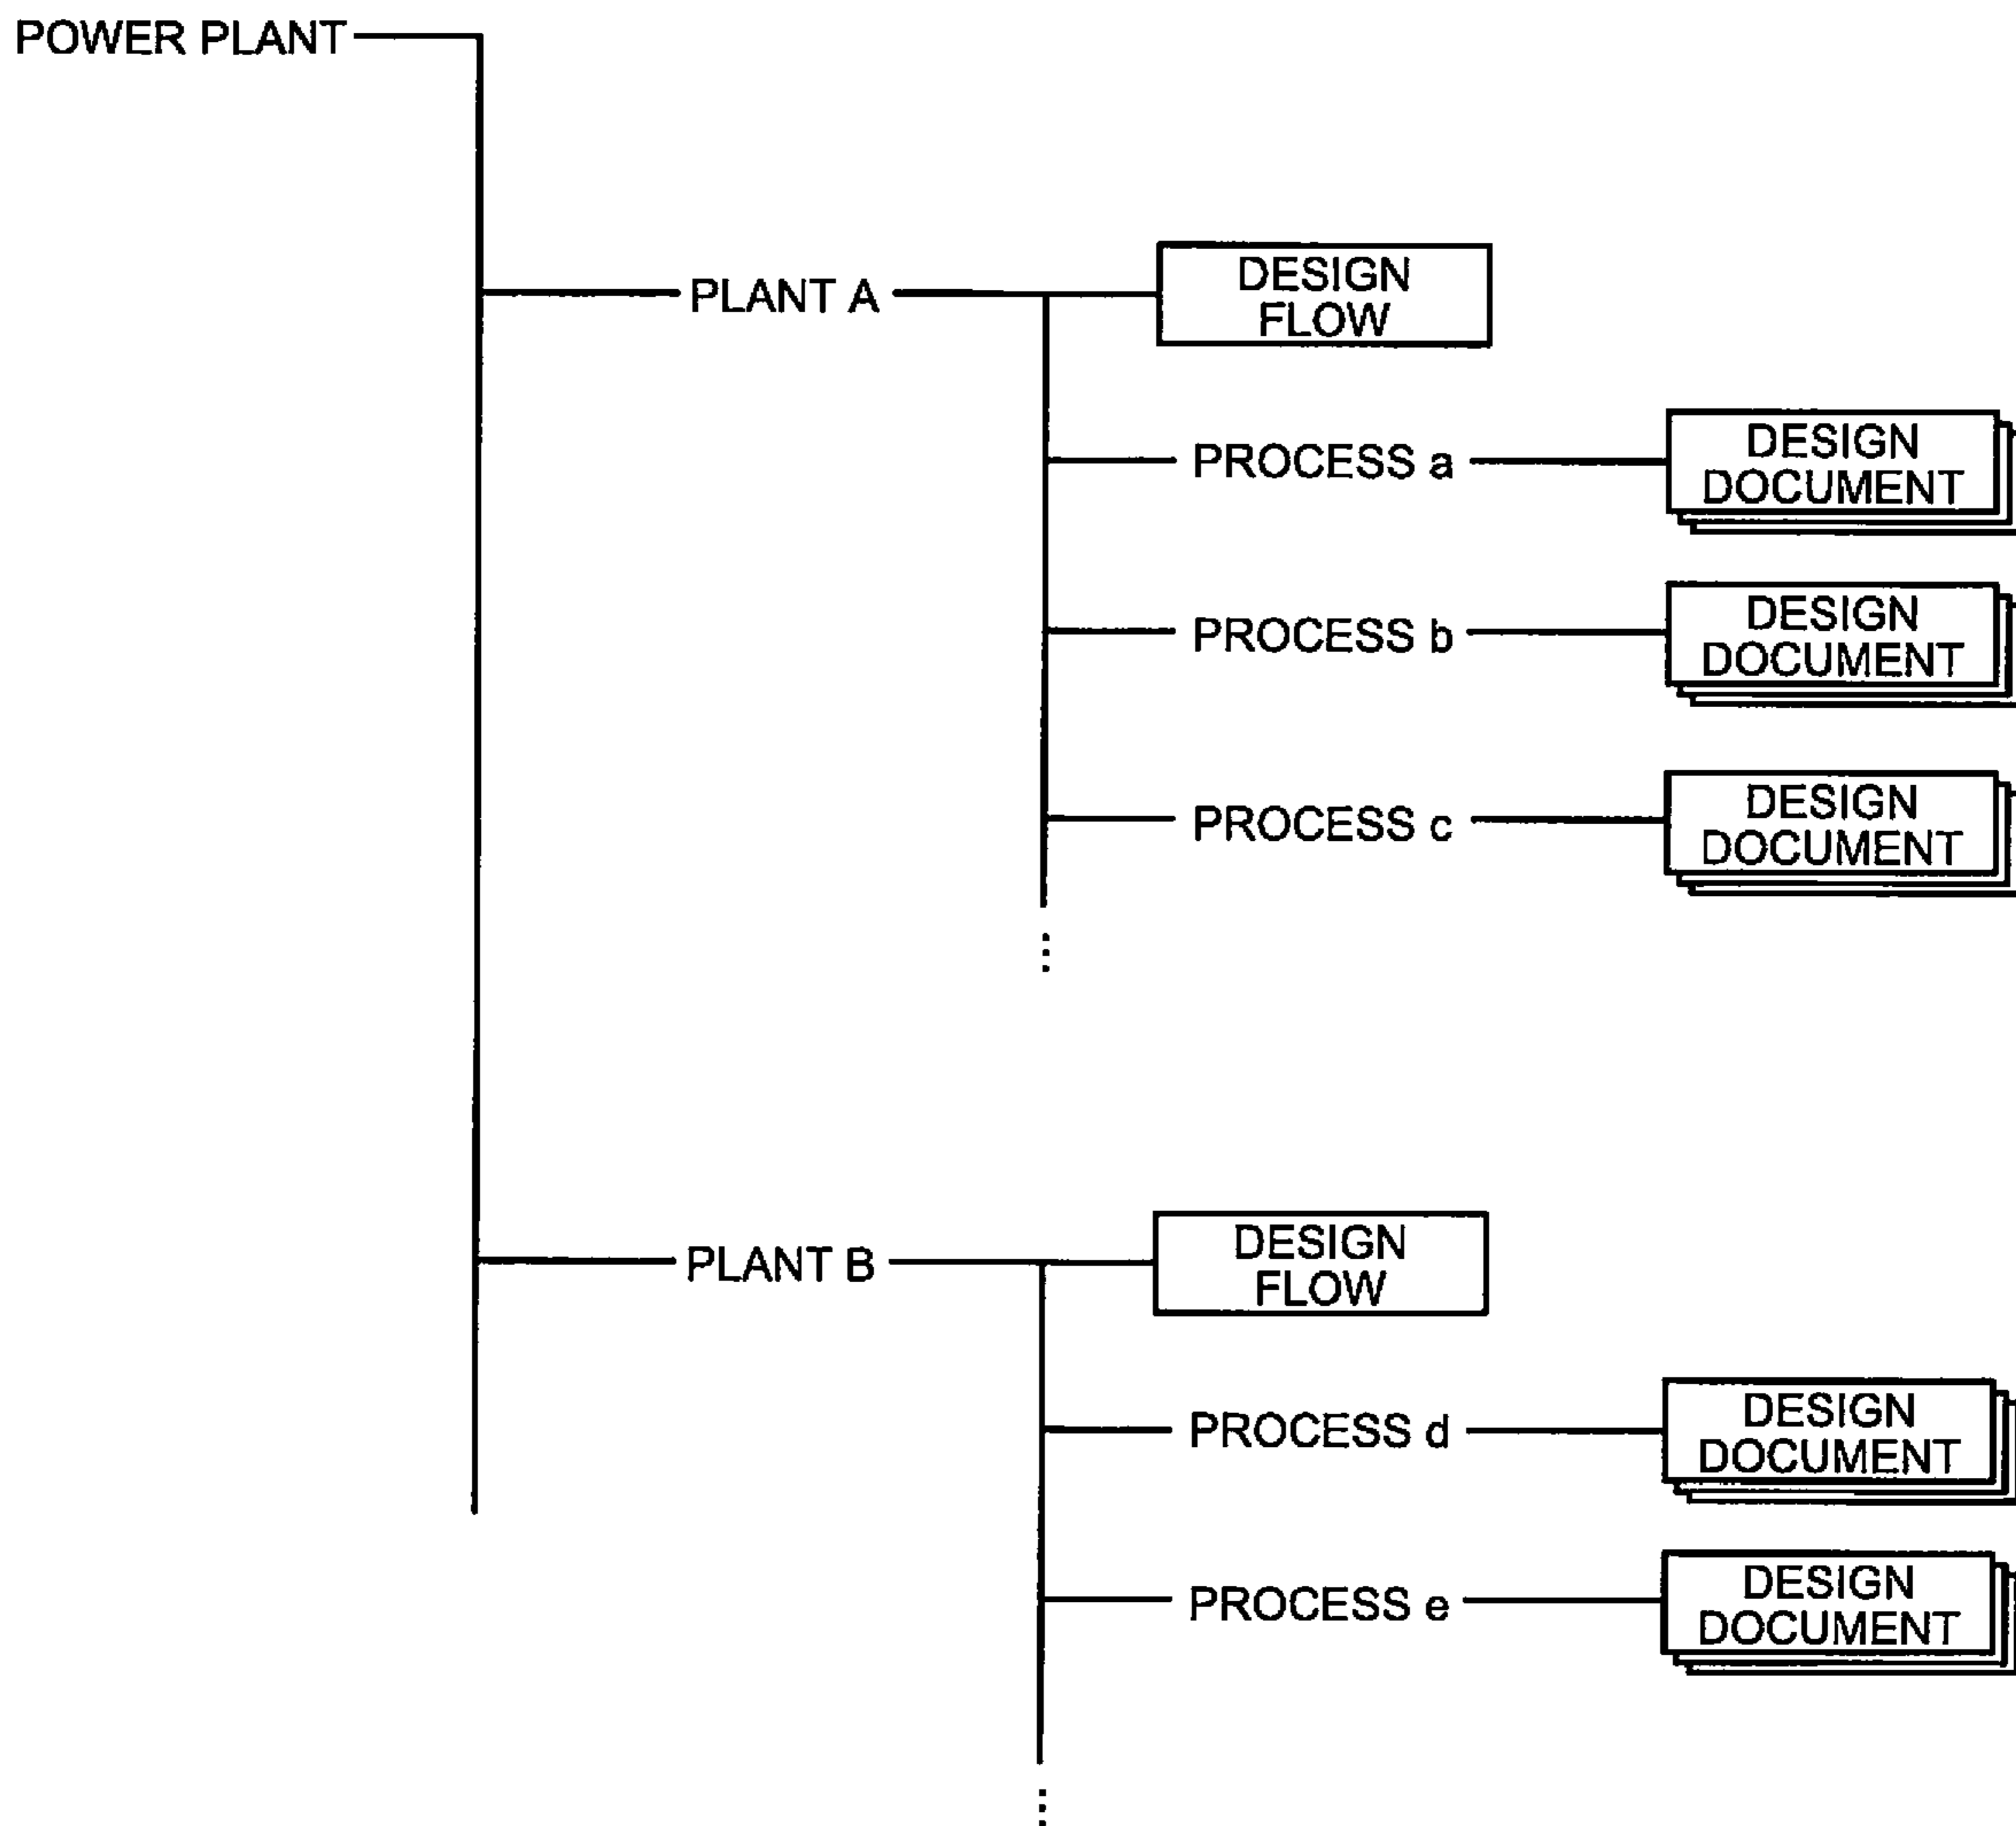 POWER PLANT
PLANT A
DESIGN
FLOW
PROCESS a
DESIGN
DOCUMENT
PROCESS b
DESIGN
DOCUMENT
PROCESS c
DESIGN
DOCUMENT
PLANT B
DESIGN
FLOW
PROCESS d
DESIGN
DOCUMENT
PROCESS e
DESIGN
DOCUMENT